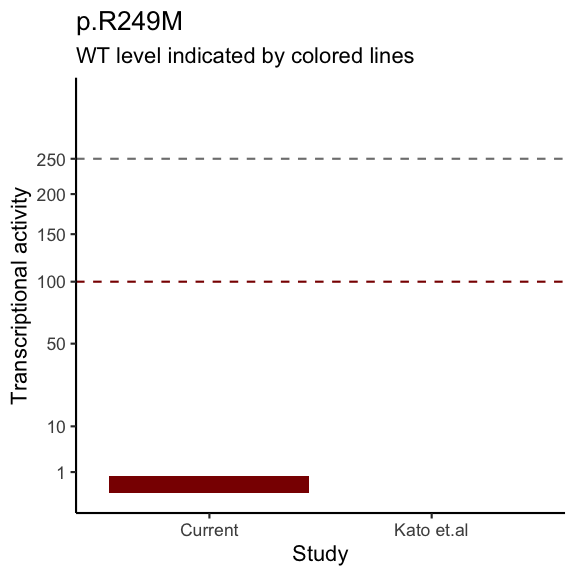 p.R249M
WT level indicated by colored lines
Transcriptional activity
250
200
150
100
50
10
1
Current
Kato et.al
Study